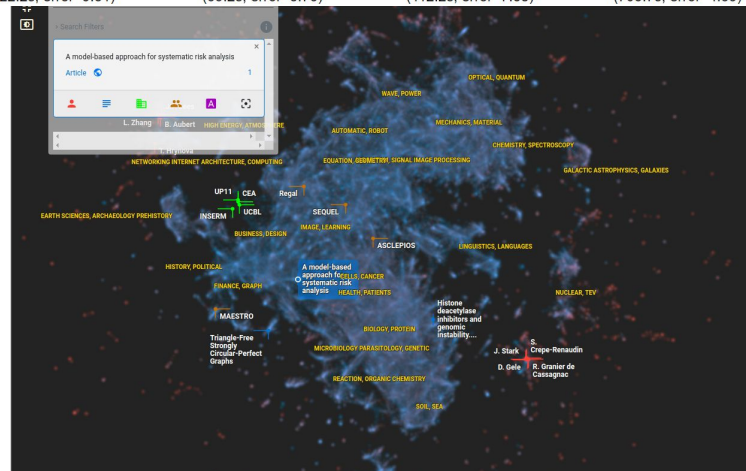 ‹ Search Filters
i
A model-based approach for systematic risk analysis
×
Article
1
A
L. Zhang
B. Aubert
HIGH ENERGY, ATMOSPHERE
NETWORKING INTERNET ARCHITECTURE, COMPUTING
OPTICAL, QUANTUM
WAVE, POWER
AUTOMATIC, ROBOT
MECHANICS, MATERIAL
CHEMISTRY, SPECTROSCOPY
EQUATION, GEOMETRY, SIGNAL IMAGE PROCESSING
GALACTIC ASTROPHYSICS, GALAXIES
UP11
CEA
Regal
INSERM
UCBL
SEQUEL
EARTH SCIENCES, ARCHAEOLOGY PREHISTORY
BUSINESS, DESIGN
IMAGE, LEARNING
ASCLEPIOS
LINGUISTICS, LANGUAGES
HISTORY, POLITICAL
A model-based
approach for
systematic risk
analysis
CELLS, CANCER
FINANCE, GRAPH
HEALTH, PATIENTS
NUCLEAR, TEV
MAESTRO
Histone
deacetylase
inhibitors and
genomic
instability....
BIOLOGY, PROTEIN
Triangle-Free
Strongly
Circular-Perfect
Graphs
MICROBIOLOGY PARASITOLOGY, GENETIC
J. Stark
S.
Crepe-Renaudin
D. Gele
R. Granier de
Cassagnac
REACTION, ORGANIC CHEMISTRY
SOIL, SEA